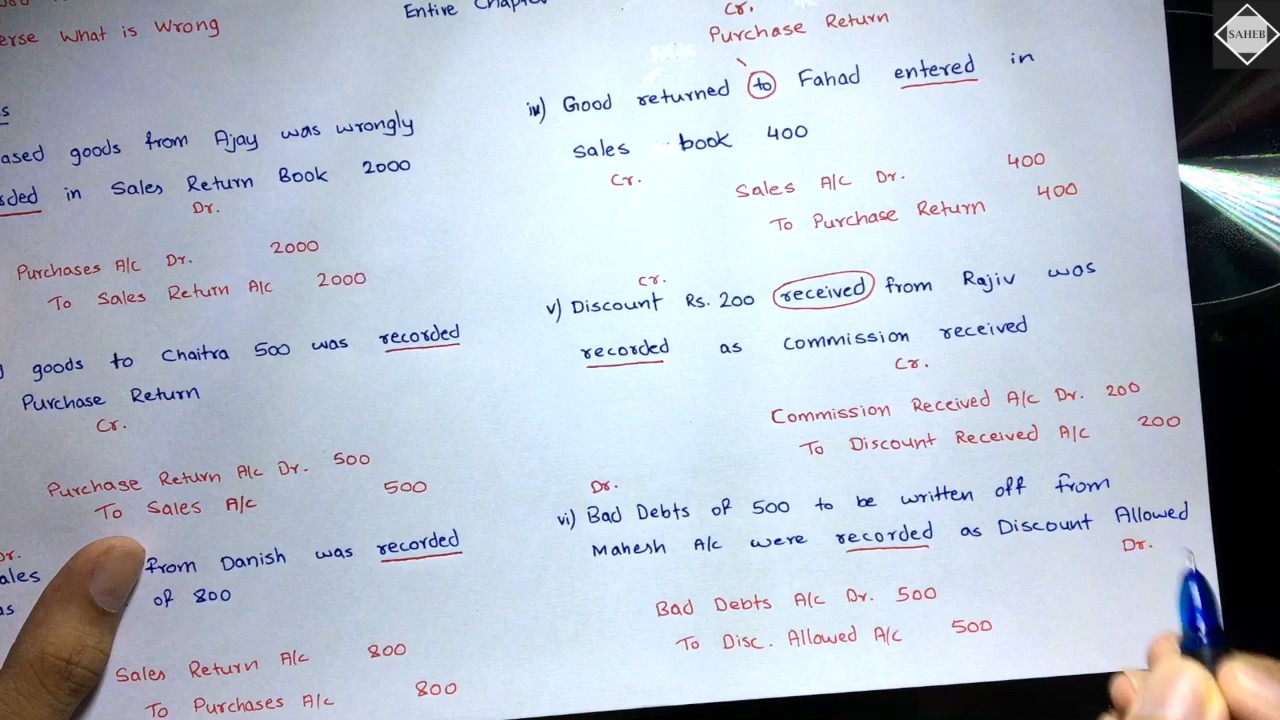 Entire Chapter
erse What is Wrong
s
ased goods from Ajay was wrongly
ded in Sales Return Book 2000
Dr.
Purchases A/c Dr. 2000
To Sales Return A/c 2000
goods to Chaitra 500 was recorded
Purchase Return
Cr.
Purchase Return A/c Dr. 500
To Sales A/c 500
Dr.
ales from Danish was recorded
as of 800
Sales Return A/c 800
To Purchases A/c 800
Cr.
Purchase Return
iv) Good returned to Fahad entered in
Sales book 400
Cr.
Sales A/c Dr. 400
To Purchase Return 400
Cr.
v) Discount Rs. 200 received from Rajiv was
recorded as commission received
Cr.
Commission Received A/c Dr. 200
To Discount Received A/c 200
Dr.
vi) Bad Debts of 500 to be written off from
Mahesh A/c were recorded as Discount Allowed
Dr.
Bad Debts A/c Dr. 500
To Disc. Allowed A/c 500
SAHEB